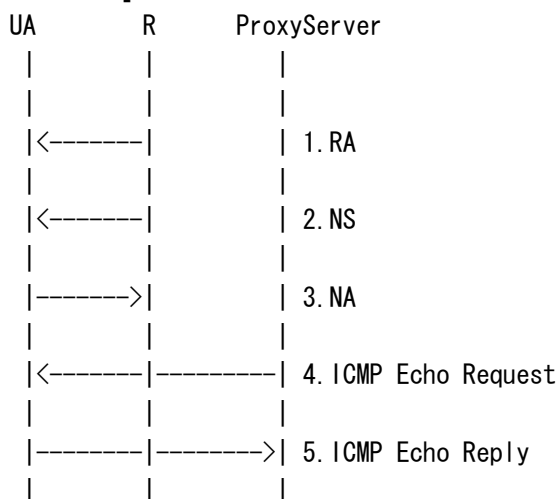 UA R ProxyServer
| | |
| | |
|<-------| | 1.RA
| | |
|<-------| | 2.NS
| | |
|------->| | 3.NA
| | |
|<-------|---------| 4.ICMP Echo Request
| | |
|--------|-------->| 5.ICMP Echo Reply
| | |